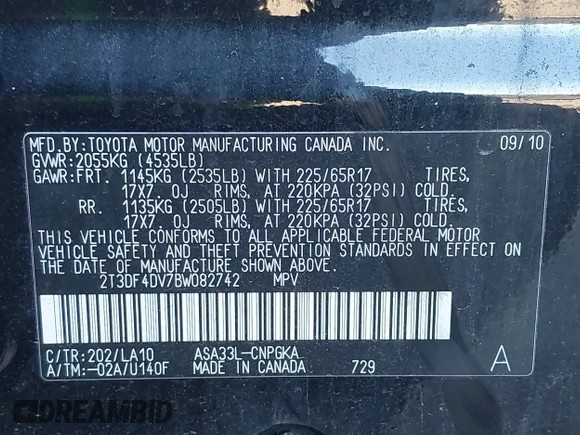 MFD.BY:TOYOTA MOTOR MANUFACTURING CANADA INC. 09/10
GVWR:2055KG (4535LB)
GAWR:FRT. 1145KG (2535LB) WITH 225/65R17 TIRES,
17X7. OJ RIMS, AT 220KPA (32PSI) COLD.
RR. 1135KG (2505LB) WITH 225/65R17 TIRES,
17X7. OJ RIMS, AT 220KPA (32PSI) COLD.
THIS VEHICLE CONFORMS TO ALL APPLICABLE FEDERAL MOTOR
VEHICLE SAFETY AND THEFT PREVENTION STANDARDS IN EFFECT ON
THE DATE OF MANUFACTURE SHOWN ABOVE.
2T3DF4DV7BW082742 MPV
C/TR:202/LA10 ASA33L-CNPGKA
A/TM:-02A/U140F MADE IN CANADA 729 A
DREAMBID